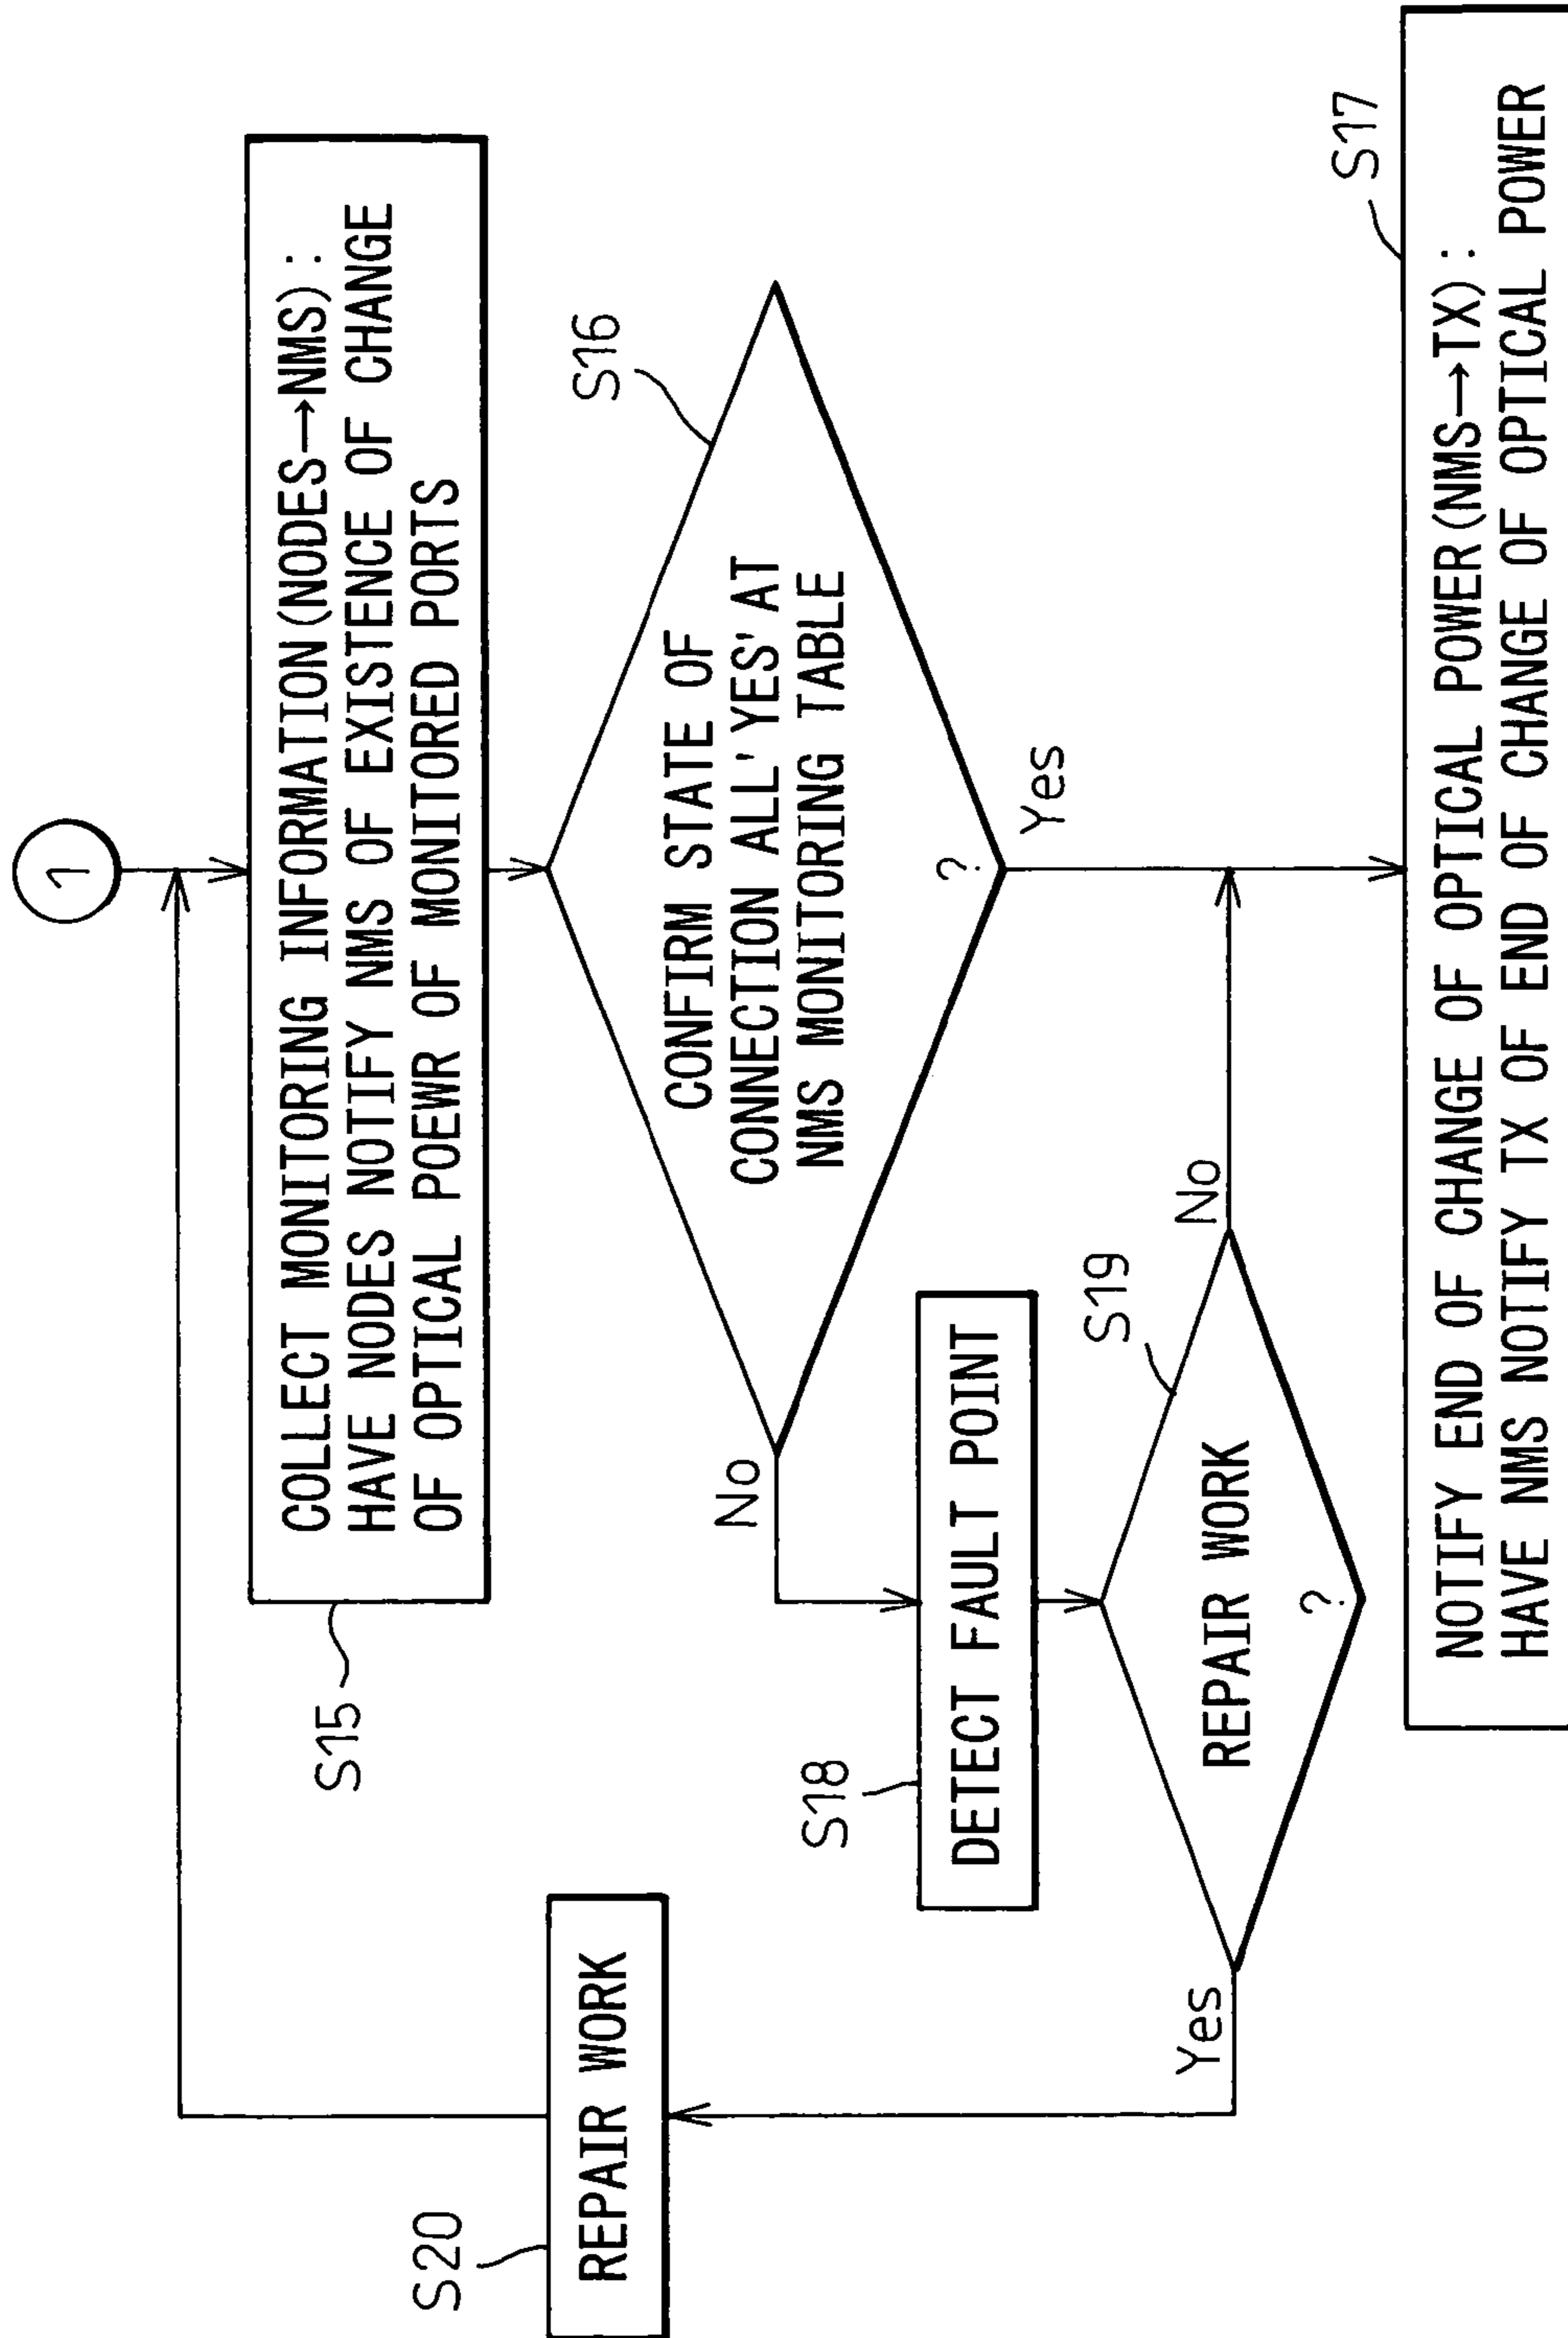 1
S15
COLLECT MONITORING INFORMATION(NODES→NMS):
HAVE NODES NOTIFY NMS OF EXISTENCE OF CHANGE
OF OPTICAL POEWR OF MONITORED PORTS
S16
CONFIRM STATE OF
CONNECTION ALL'YES'AT
NMS MONITORING TABLE
?
No
Yes
S18
DETECT FAULT POINT
S19
REPAIR WORK
?
Yes
No
S20
REPAIR WORK
S17
NOTIFY END OF CHANGE OF OPTICAL POWER(NMS→TX):
HAVE NMS NOTIFY TX OF END OF CHANGE OF OPTICAL POWER